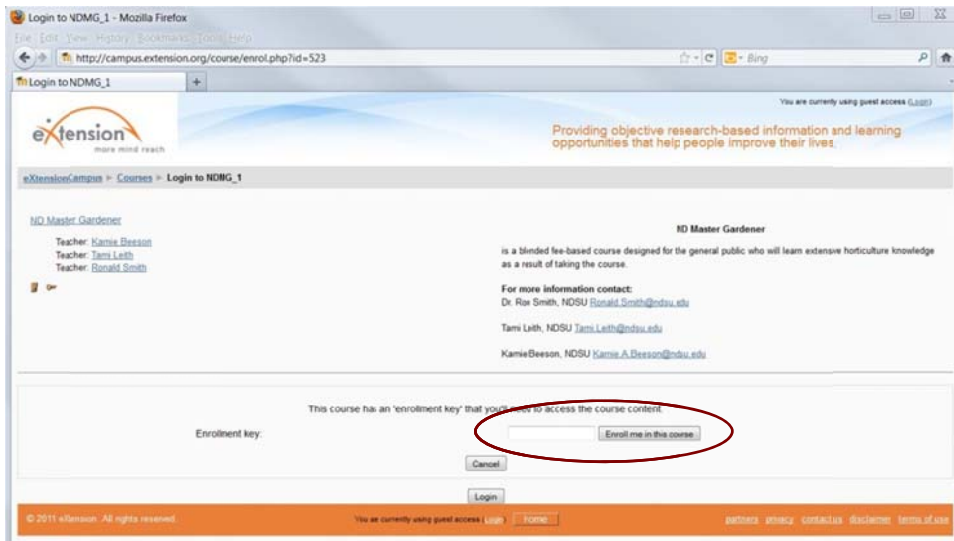 Login to NDMG_1 - Mozilla Firefox
File Edit View History Bookmarks Tools Help
http://campus.extension.org/course/enrol.php?id=523
Bing
Login to NDMG_1
You are currently using guest access (Login)
eXtension
more mind reach
Providing objective research-based information and learning
opportunities that help people improve their lives.
eXtensionCampus ► Courses ► Login to NDMG_1
ND Master Gardener
Teacher: Kamie Beeson
Teacher: Tami Leith
Teacher: Ronald Smith
ND Master Gardener
is a blended fee-based course designed for the general public who will learn extensive horticulture knowledge
as a result of taking the course.
For more information contact:
Dr. Ron Smith, NDSU Ronald.Smith@ndsu.edu
Tami Leith, NDSU Tami.Leith@ndsu.edu
Kamie Beeson, NDSU Kamie.A.Beeson@ndsu.edu
This course has an 'enrollment key' that you'll need to access the course content.
Enrollment key:
Enroll me in this course
Cancel
Login
© 2011 eXtension. All rights reserved.
You are currently using guest access (Login)
home
partners privacy contact us disclaimer terms of use